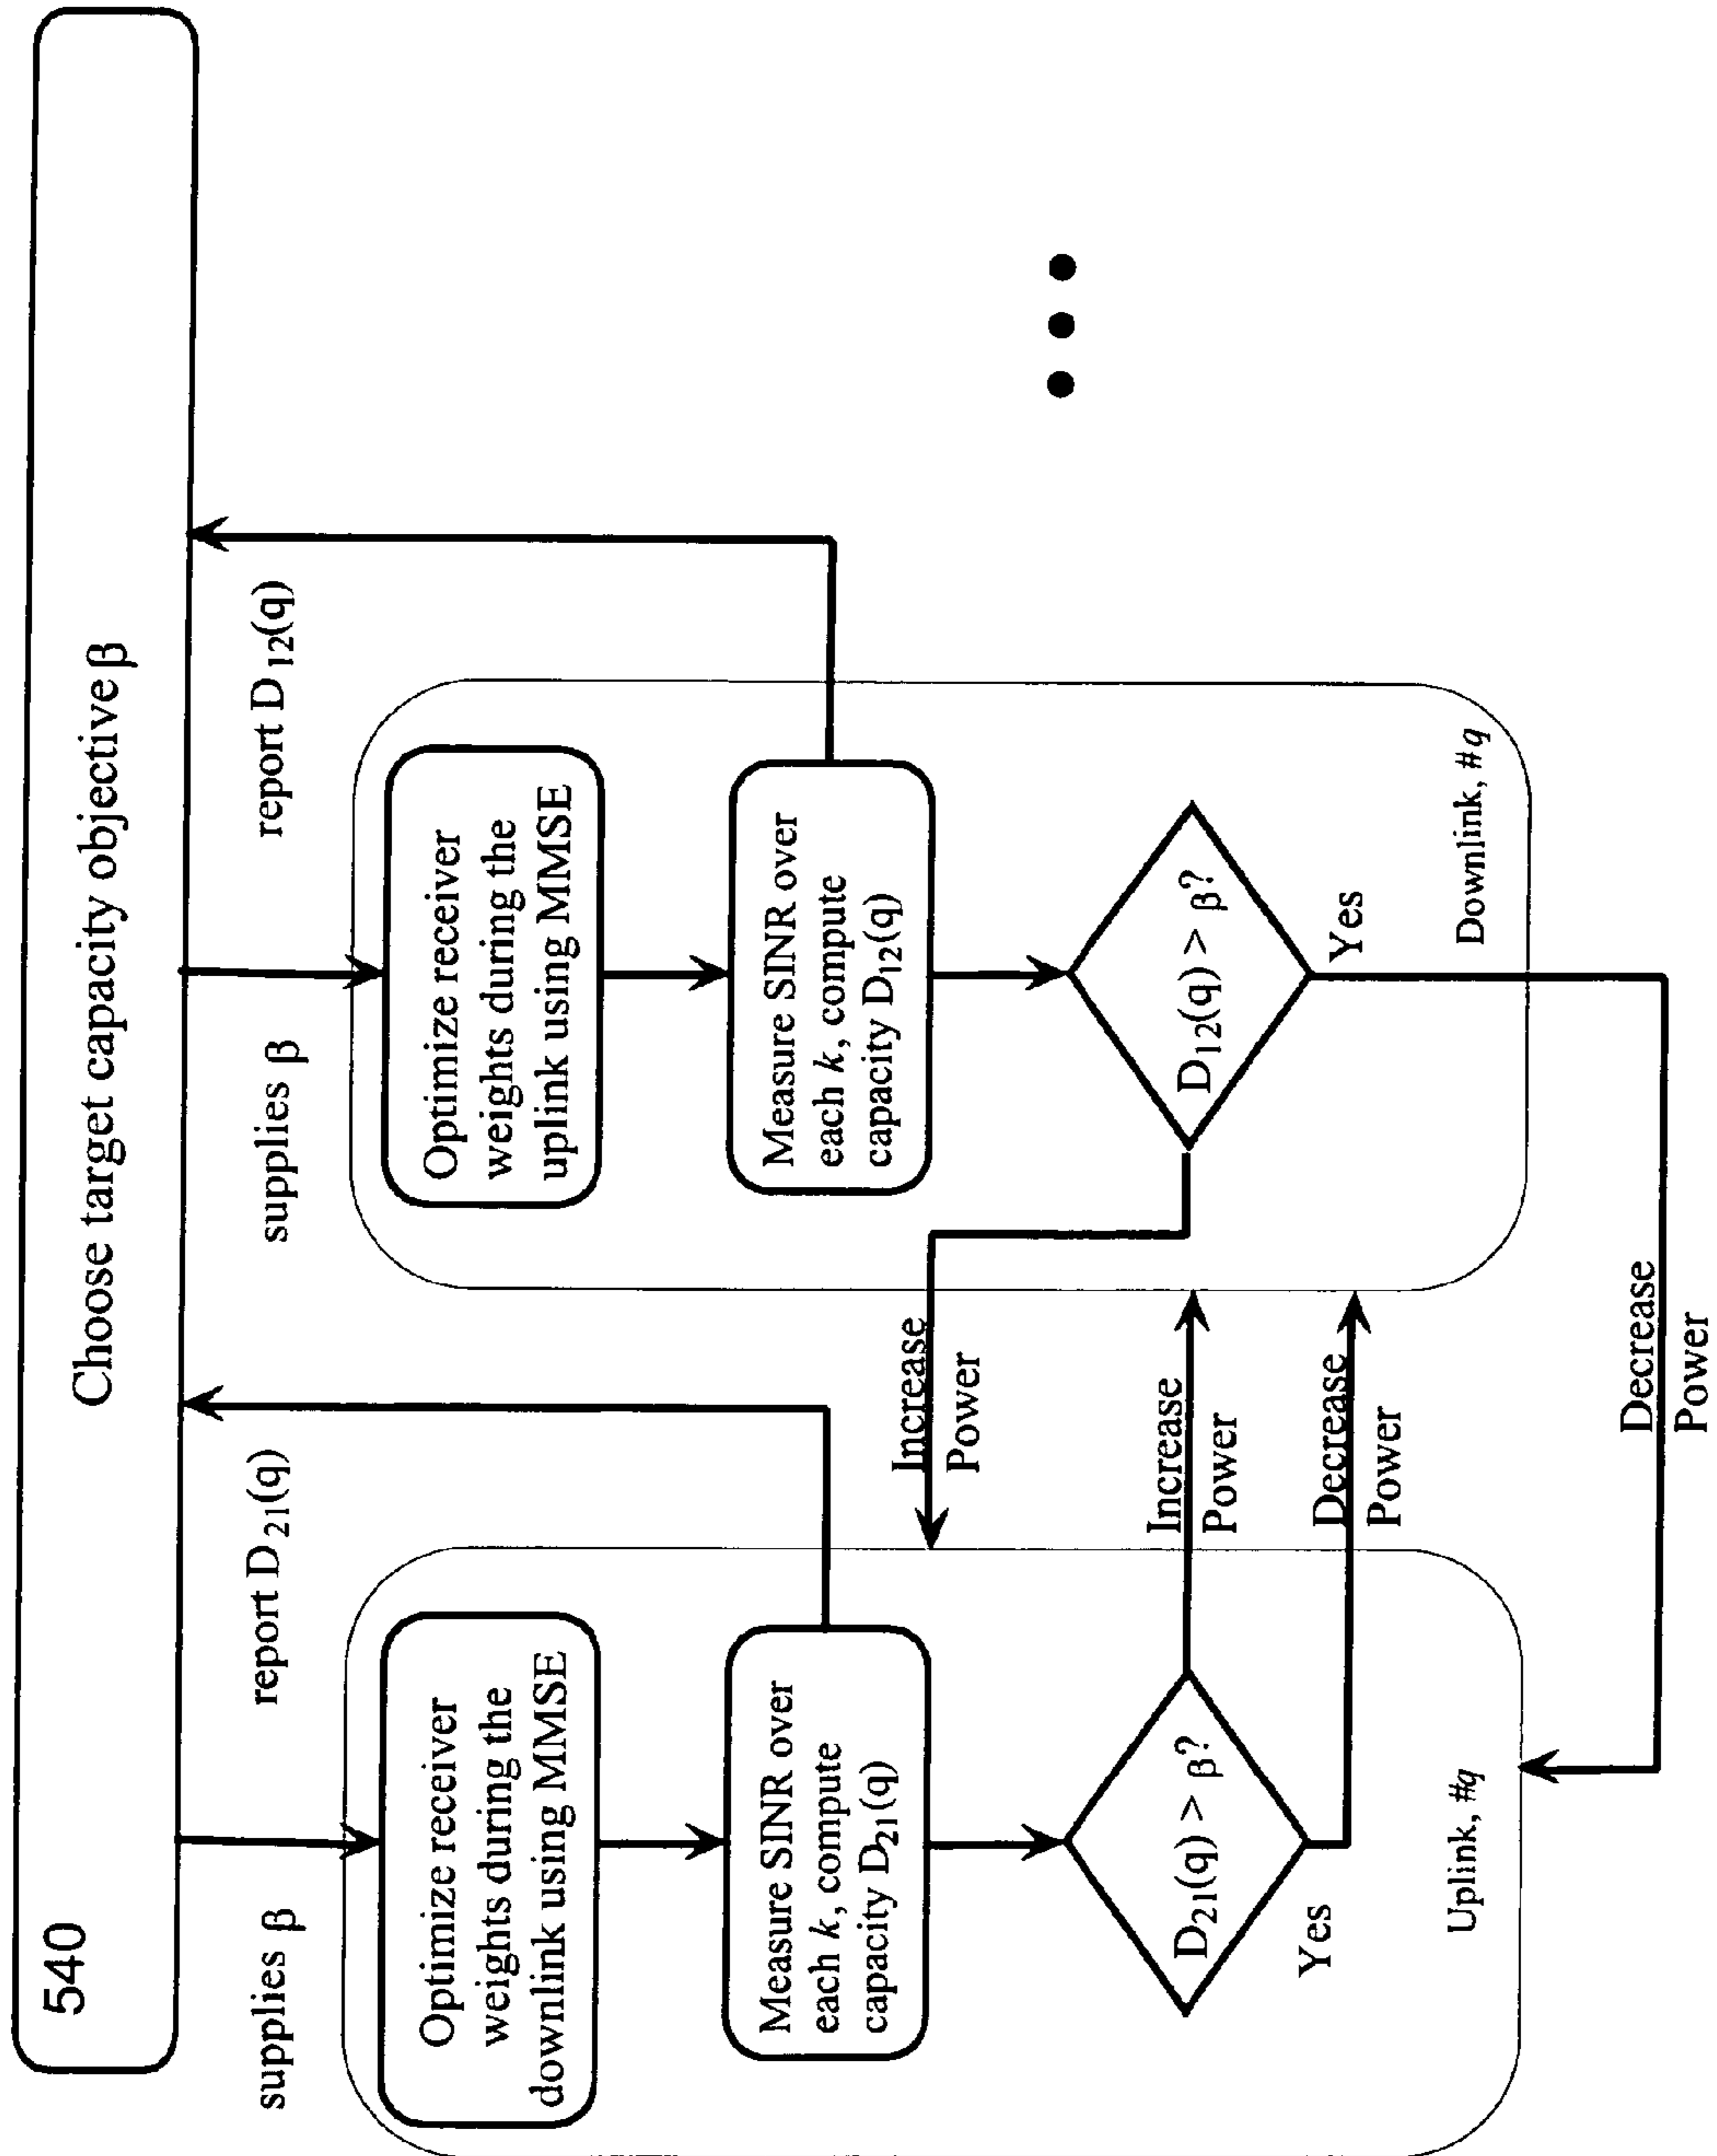 540
Choose target capacity objective β
supplies β
report D21(q)
supplies β
report D12(q)
Optimize receiver
weights during the
downlink using MMSE
Measure SINR over
each k, compute
capacity D21(q)
D21(q) > β?
Yes
Uplink, #q
Increase
Power
Increase
Power
Decrease
Power
Optimize receiver
weights during the
uplink using MMSE
Measure SINR over
each k, compute
capacity D12(q)
D12(q) > β?
Yes
Downlink, #q
Decrease
Power